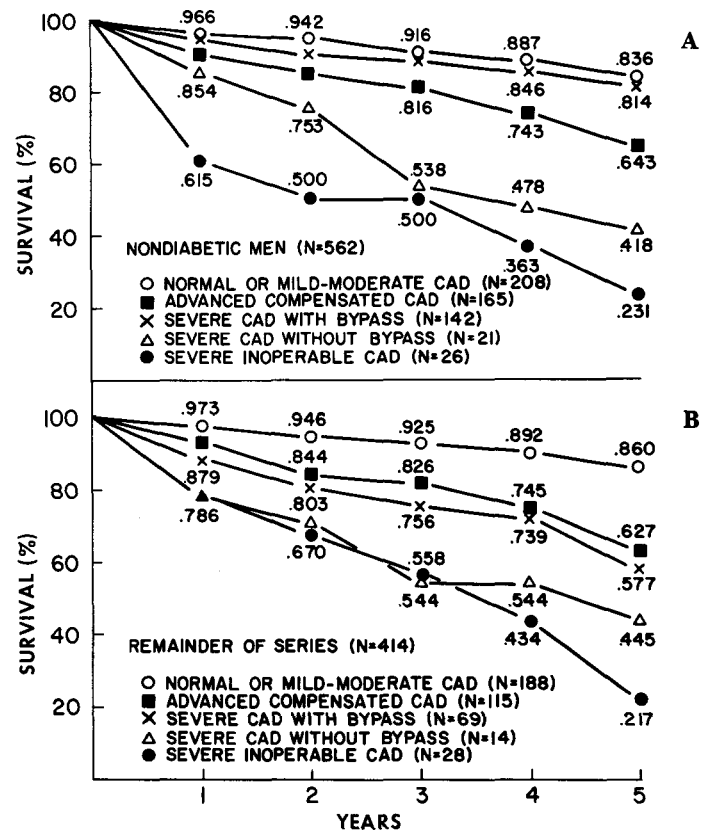 A
100
80
60
40
20
SURVIVAL (%)
.966 .942 .916 .887 .836
.854 .753 .816 .846 .814
.743 .643
.615 .500 .538 .478
.500 .418
.363 .231
NONDIABETIC MEN (N=562)
NORMAL OR MILD-MODERATE CAD (N=208)
ADVANCED COMPENSATED CAD (N=165)
SEVERE CAD WITH BYPASS (N=142)
SEVERE CAD WITHOUT BYPASS (N=21)
SEVERE INOPERABLE CAD (N=26)
B
100
80
60
40
20
SURVIVAL (%)
.973 .946 .925 .892 .860
.844 .826 .745 .627
.879 .803 .756 .739 .577
.786 .670 .558
.544 .544 .445
.434 .217
REMAINDER OF SERIES (N=414)
NORMAL OR MILD-MODERATE CAD (N=188)
ADVANCED COMPENSATED CAD (N=115)
SEVERE CAD WITH BYPASS (N=69)
SEVERE CAD WITHOUT BYPASS (N=14)
SEVERE INOPERABLE CAD (N=28)
1 2 3 4 5
YEARS